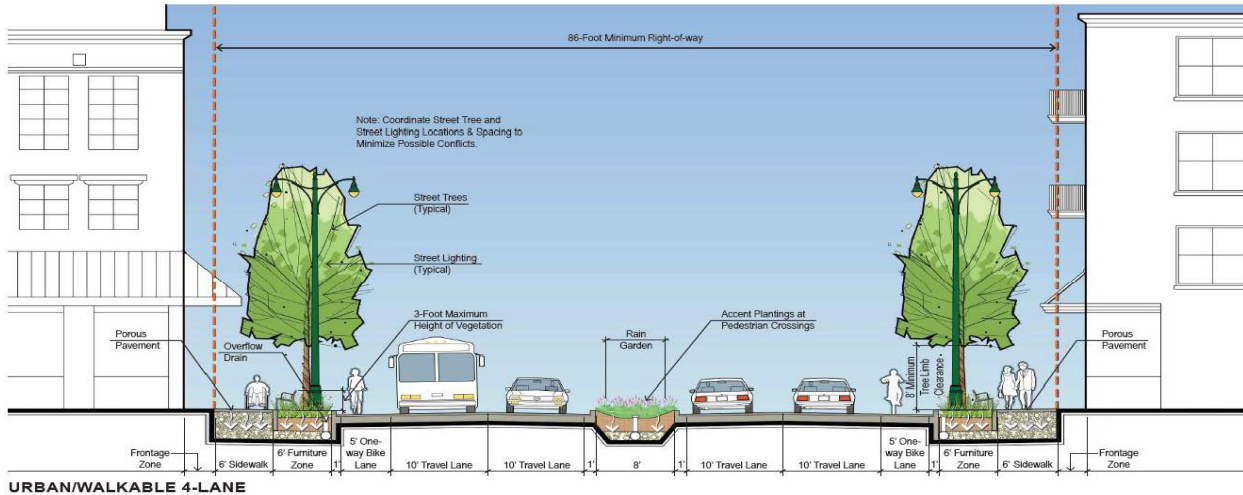 86-Foot Minimum Right-of-way
Note: Coordinate Street Tree and
Street Lighting Locations & Spacing to
Minimize Possible Conflicts.
Street Trees
(Typical)
Street Lighting
(Typical)
3-Foot Maximum
Height of Vegetation
Porous
Pavement
Overflow
Drain
Rain
Garden
Accent Plantings at
Pedestrian Crossings
8' Minimum
Tree Limb
Clearance
Porous
Pavement
Frontage
Zone
6' Sidewalk
6' Furniture
Zone
1'
5' One-
way Bike
Lane
10' Travel Lane
10' Travel Lane
1'
8'
1'
10' Travel Lane
10' Travel Lane
5' One-
way Bike
Lane
1'
6' Furniture
Zone
6' Sidewalk
Frontage
Zone
URBAN/WALKABLE 4-LANE